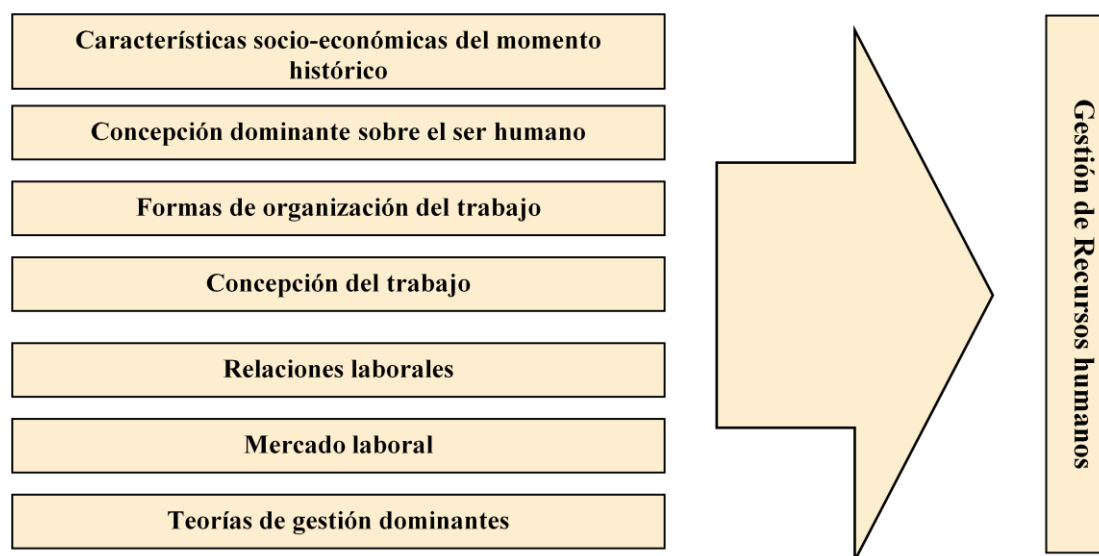 Características socio-económicas del momento
histórico
Concepción dominante sobre el ser humano
Formas de organización del trabajo
Concepción del trabajo
Relaciones laborales
Mercado laboral
Teorías de gestión dominantes
Gestión de Recursos humanos